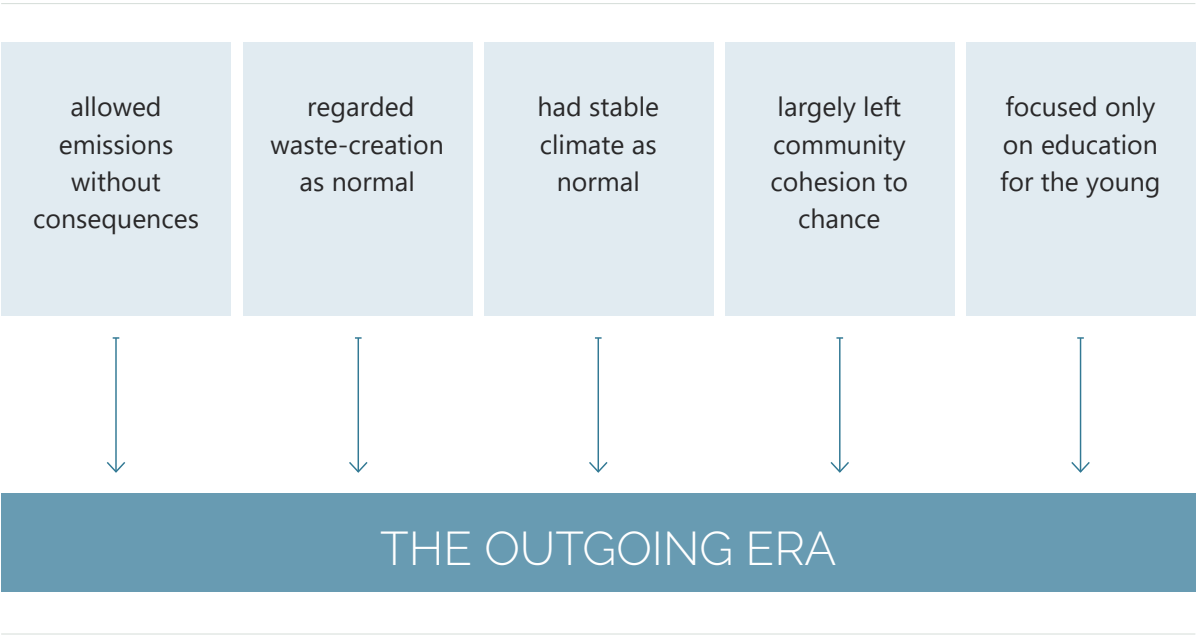 allowed
emissions
without
consequences
regarded
waste-creation
as normal
had stable
climate as
normal
largely left
community
cohesion to
chance
focused only
on education
for the young
THE OUTGOING ERA